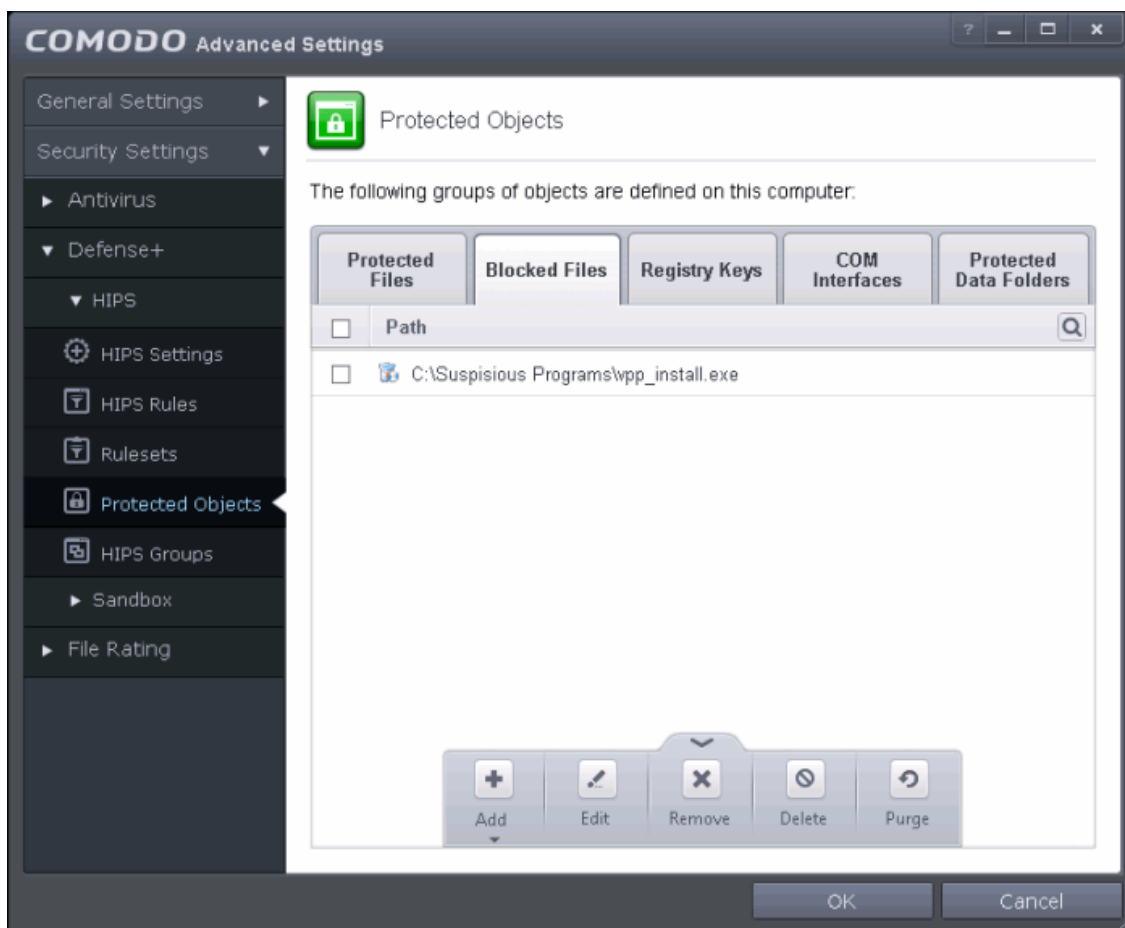 COMODO Advanced Settings
?
General Settings
Security Settings
Antivirus
Defense+
HIPS
HIPS Settings
HIPS Rules
Rulesets
Protected Objects
HIPS Groups
Sandbox
File Rating
Protected Objects
The following groups of objects are defined on this computer:
Protected Files
Blocked Files
Registry Keys
COM Interfaces
Protected Data Folders
Path
C:\Suspisious Programs\vpp_install.exe
Add
Edit
Remove
Delete
Purge
OK
Cancel